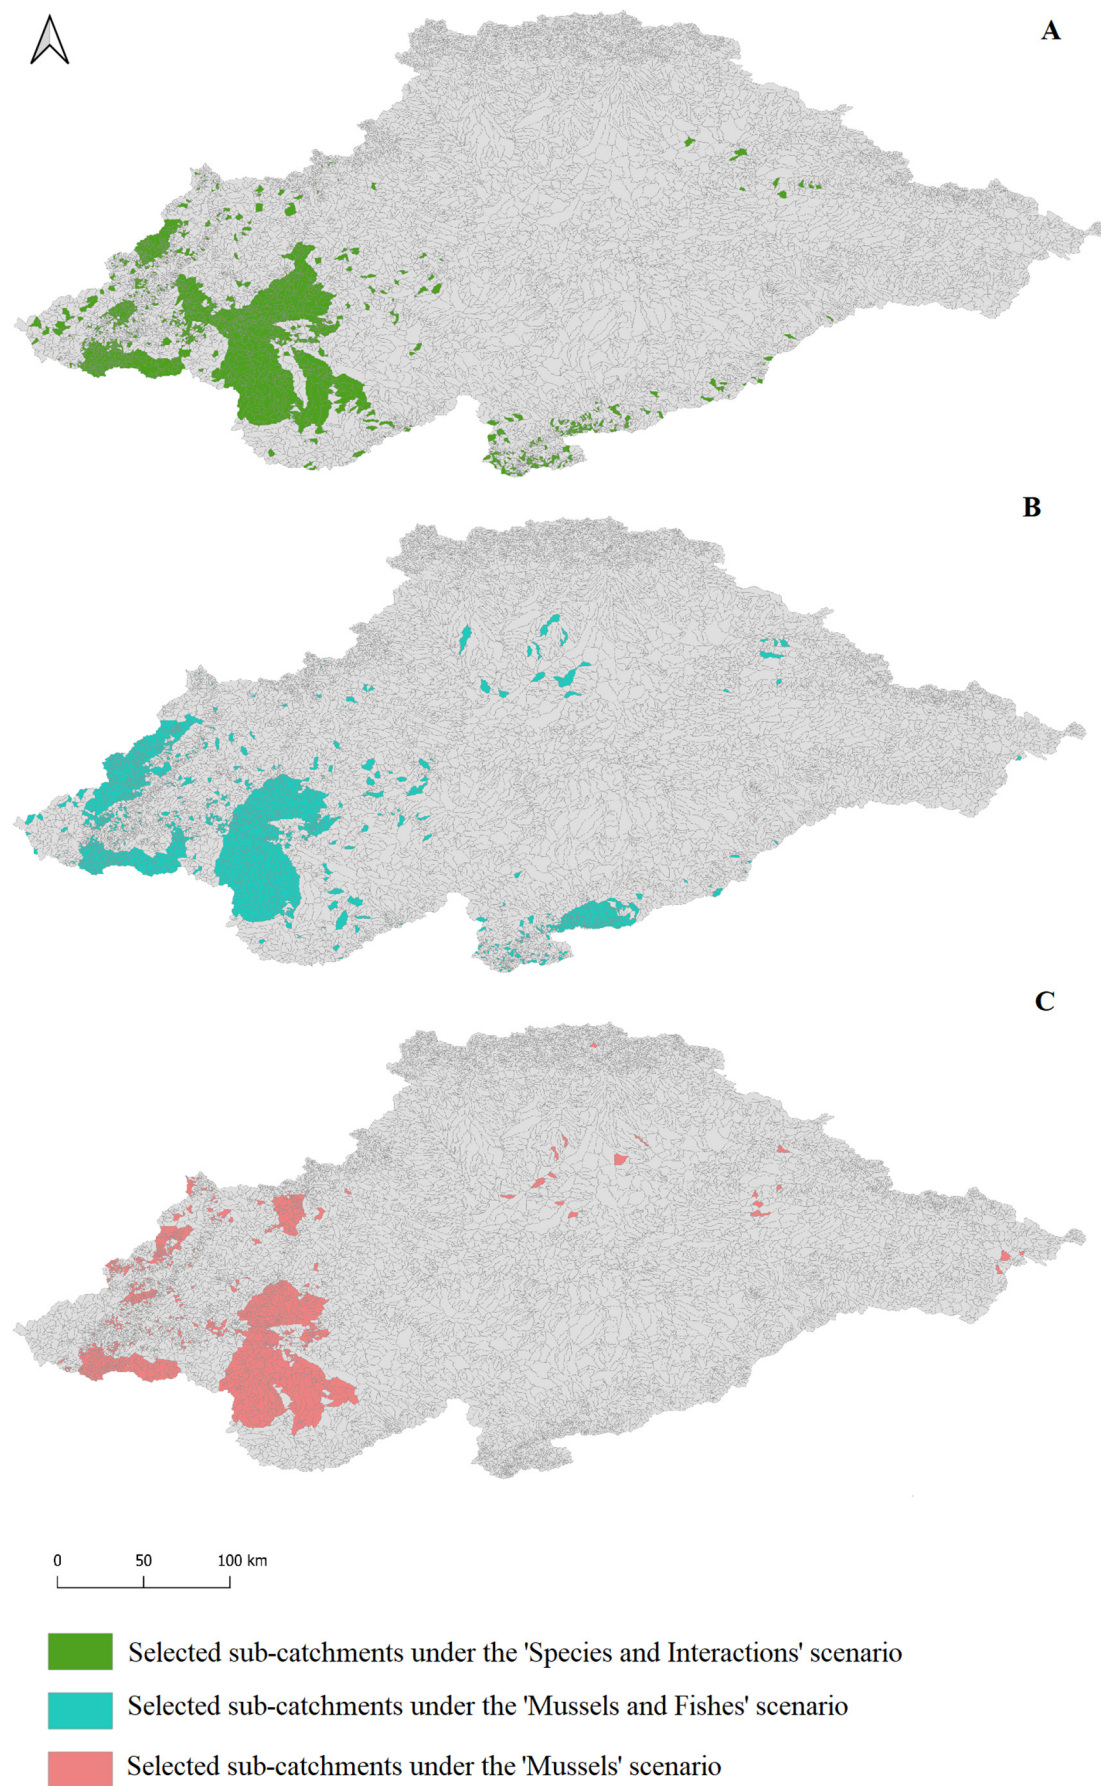 A
B
C
0 50 100 km
Selected sub-catchments under the 'Species and Interactions' scenario
Selected sub-catchments under the 'Mussels and Fishes' scenario
Selected sub-catchments under the 'Mussels' scenario